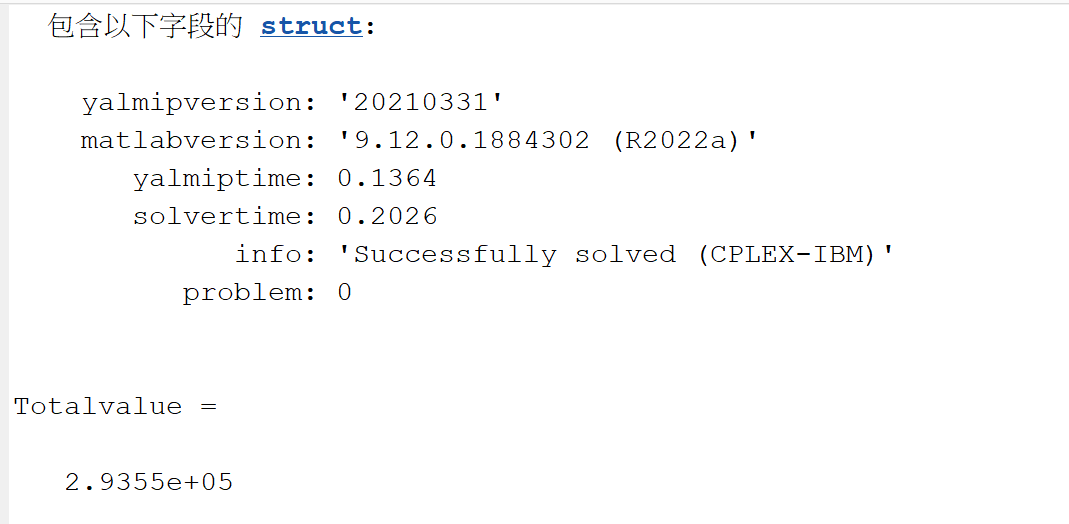 包含以下字段的 struct:
yalmipversion: '20210331'
matlabversion: '9.12.0.1884302 (R2022a)'
yalmiptime: 0.1364
solvertime: 0.2026
info: 'Successfully solved (CPLEX-IBM)'
problem: 0
Totalvalue =
2.9355e+05